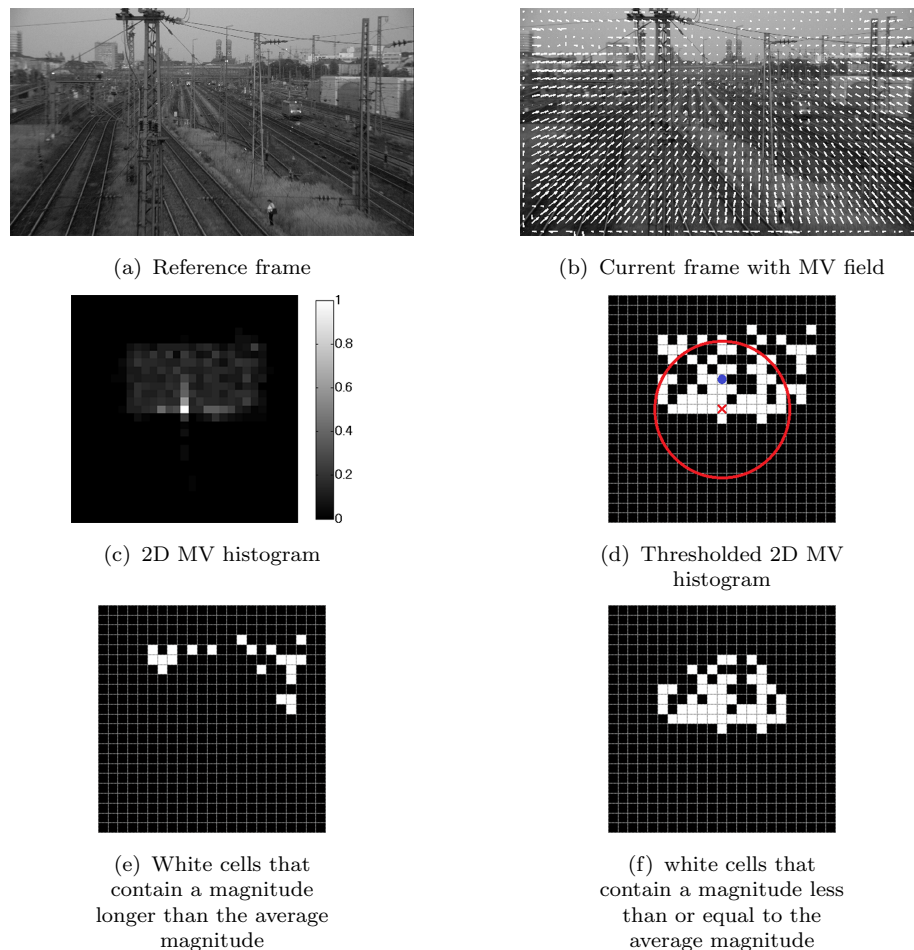 (a) Reference frame
(b) Current frame with MV field
1
0.8
0.6
0.4
0.2
0
(c) 2D MV histogram
(d) Thresholded 2D MV
histogram
(e) White cells that
contain a magnitude
longer than the average
magnitude
(f) white cells that
contain a magnitude less
than or equal to the
average magnitude